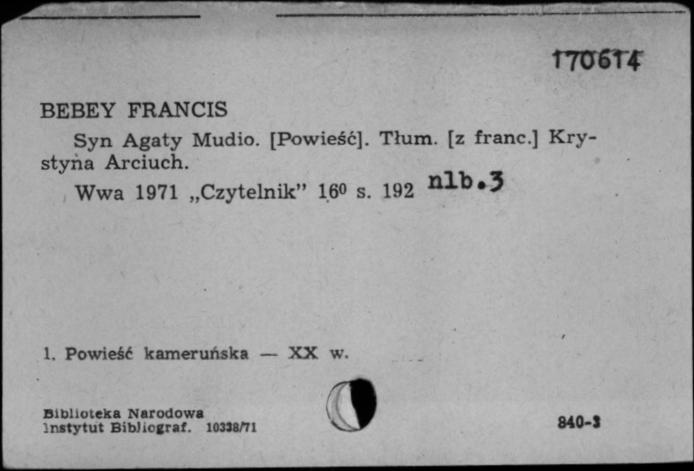 170614
BEBEY FRANCIS
Syn Agaty Mudio. [Powieść]. Tłum. [z franc.] Kry-
styna Arciuch.
Wwa 1971 „Czytelnik” 16⁰ s. 192 nlb.3
1. Powieść kameruńska — XX w.
Biblioteka Narodowa
Instytut Bibliograf. 10338/71
840-3